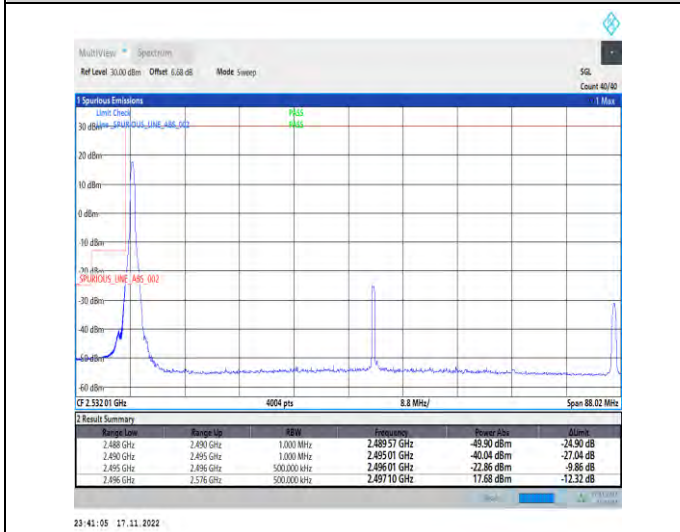 MultiView Spectrum
Ref Level 30.00 dBm Offset 6.68 dB Mode Sweep SGL
Count 40/40
1 Spurious Emissions 1 Max
Limit Check PASS
30 dBm Line _SPURIOUS_LINE_ABS_002 PASS
20 dBm
10 dBm
0 dBm
-10 dBm
-20 dBm
_SPURIOUS_LINE_ABS_002
-30 dBm
-40 dBm
-50 dBm
-60 dBm
CF 2.532 01 GHz 4004 pts 8.8 MHz/ Span 88.02 MHz
2 Result Summary
Range Low Range Up RBW Frequency Power Abs ΔLimit
2.488 GHz 2.490 GHz 1.000 MHz 2.489 57 GHz -49.90 dBm -24.90 dB
2.490 GHz 2.495 GHz 1.000 MHz 2.495 01 GHz -40.04 dBm -27.04 dB
2.495 GHz 2.496 GHz 500.000 kHz 2.496 01 GHz -22.86 dBm -9.86 dB
2.496 GHz 2.576 GHz 500.000 kHz 2.497 10 GHz 17.68 dBm -12.32 dB
23:41:05 17.11.2022